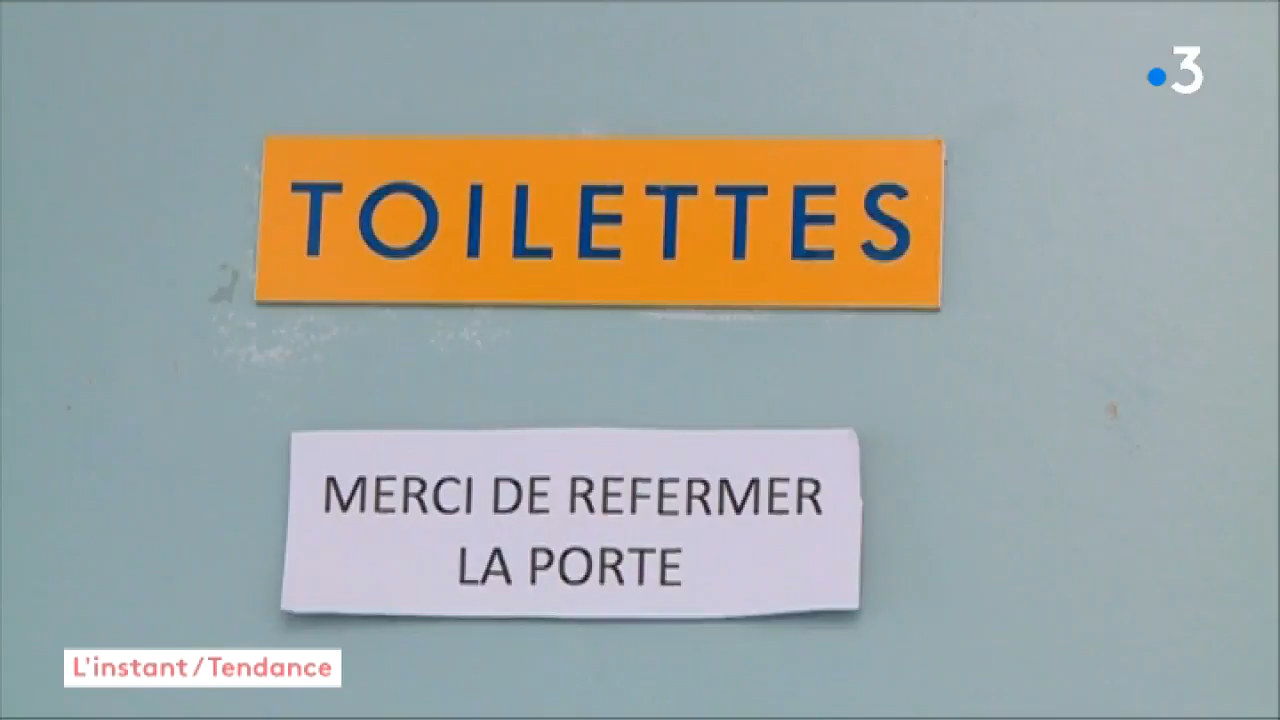 3
TOILETTES
MERCI DE REFERMER
LA PORTE
L'instant / Tendance